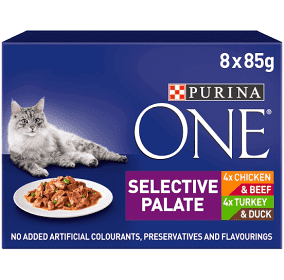 8x85g
PURINA
ONE®
SELECTIVE
PALATE
4x CHICKEN
& BEEF
4x TURKEY
& DUCK
NO ADDED ARTIFICIAL COLOURANTS, PRESERVATIVES AND FLAVOURINGS